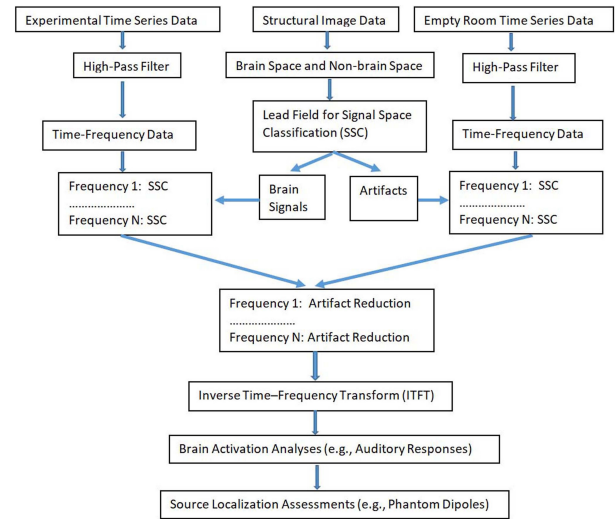 Experimental Time Series Data
Structural Image Data
Empty Room Time Series Data
High-Pass Filter
Brain Space and Non-brain Space
High-Pass Filter
Time-Frequency Data
Lead Field for Signal Space
Classification (SSC)
Time-Frequency Data
Frequency 1: SSC
.....................
Frequency N: SSC
Brain
Signals
Artifacts
Frequency 1: SSC
.....................
Frequency N: SSC
Frequency 1: Artifact Reduction
.....................
Frequency N: Artifact Reduction
Inverse Time–Frequency Transform (ITFT)
Brain Activation Analyses (e.g., Auditory Responses)
Source Localization Assessments (e.g., Phantom Dipoles)